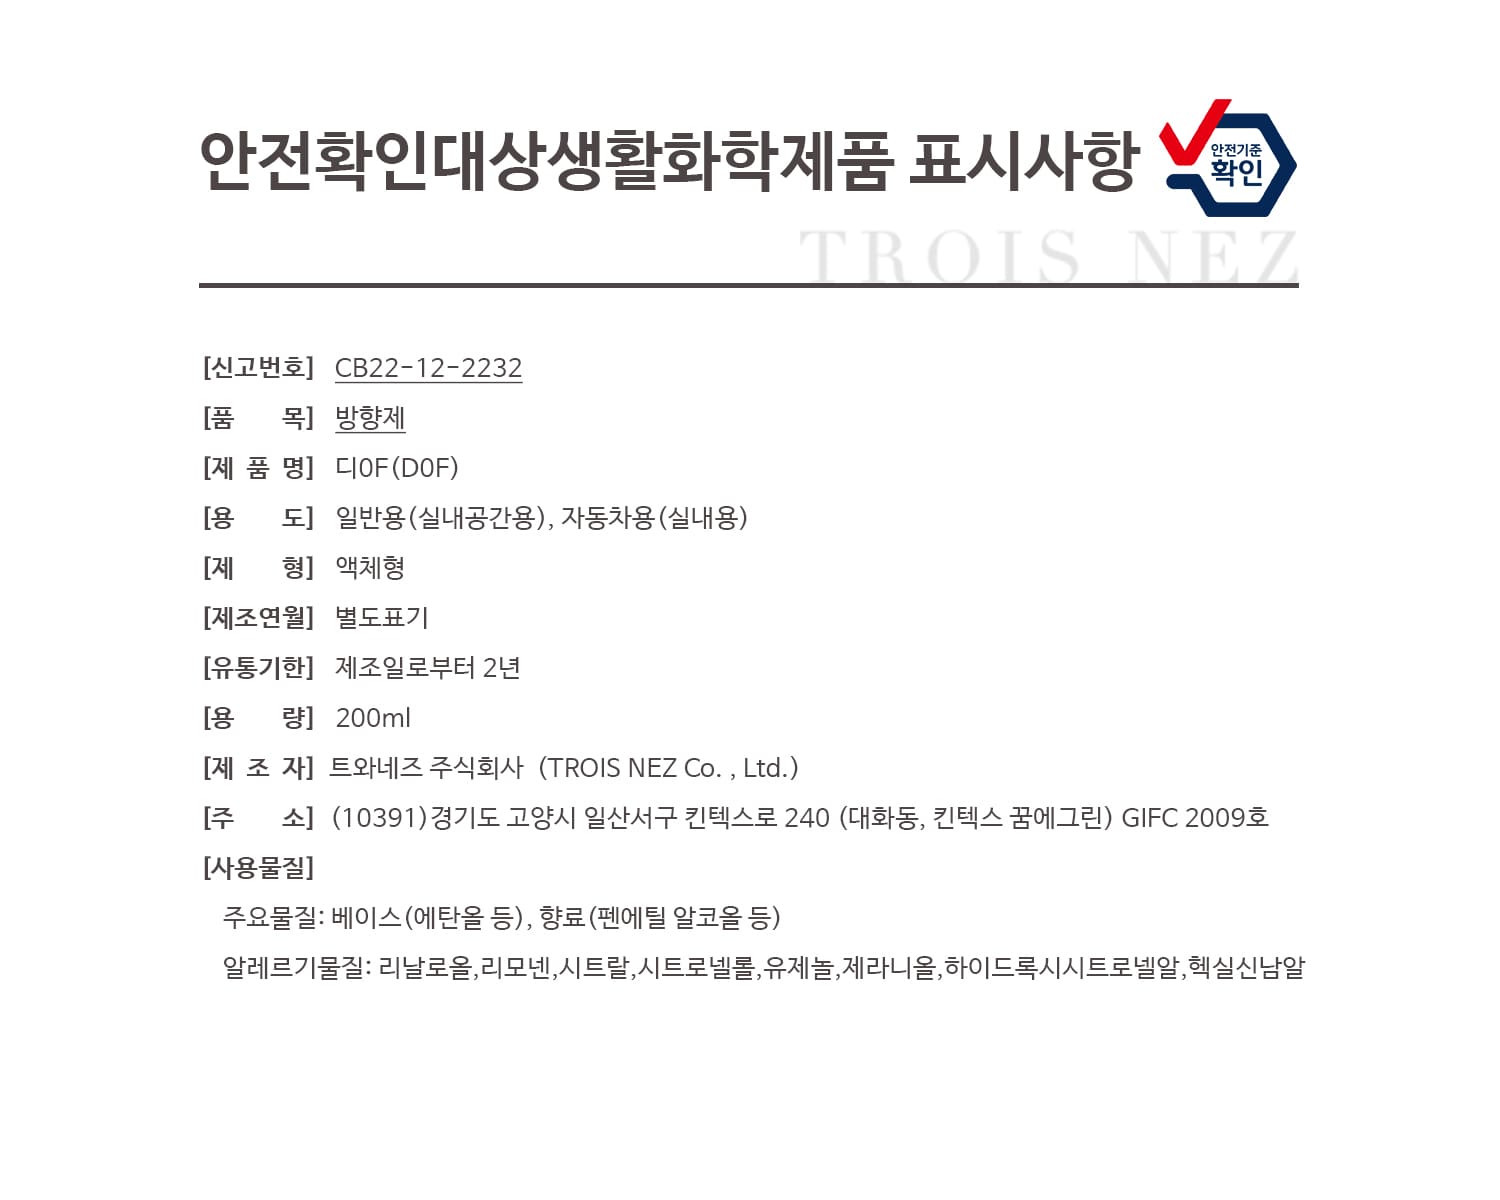 안전확인대상생활화학제품 표시사항
안전기준
확인
TROIS NEZ
[신고번호] CB22-12-2232
[품 목] 방향제
[제 품 명] 디0F(D0F)
[용 도] 일반용(실내공간용), 자동차용(실내용)
[제 형] 액체형
[제조연월] 별도표기
[유통기한] 제조일로부터 2년
[용 량] 200ml
[제 조 자] 트와네즈 주식회사 (TROIS NEZ Co. , Ltd.)
[주 소] (10391)경기도 고양시 일산서구 킨텍스로 240 (대화동, 킨텍스 꿈에그린) GIFC 2009호
[사용물질]
주요물질: 베이스(에탄올 등), 향료(펜에틸 알코올 등)
알레르기물질: 리날로올,리모넨,시트랄,시트로넬롤,유제놀,제라니올,하이드록시시트로넬알,헥실신남알